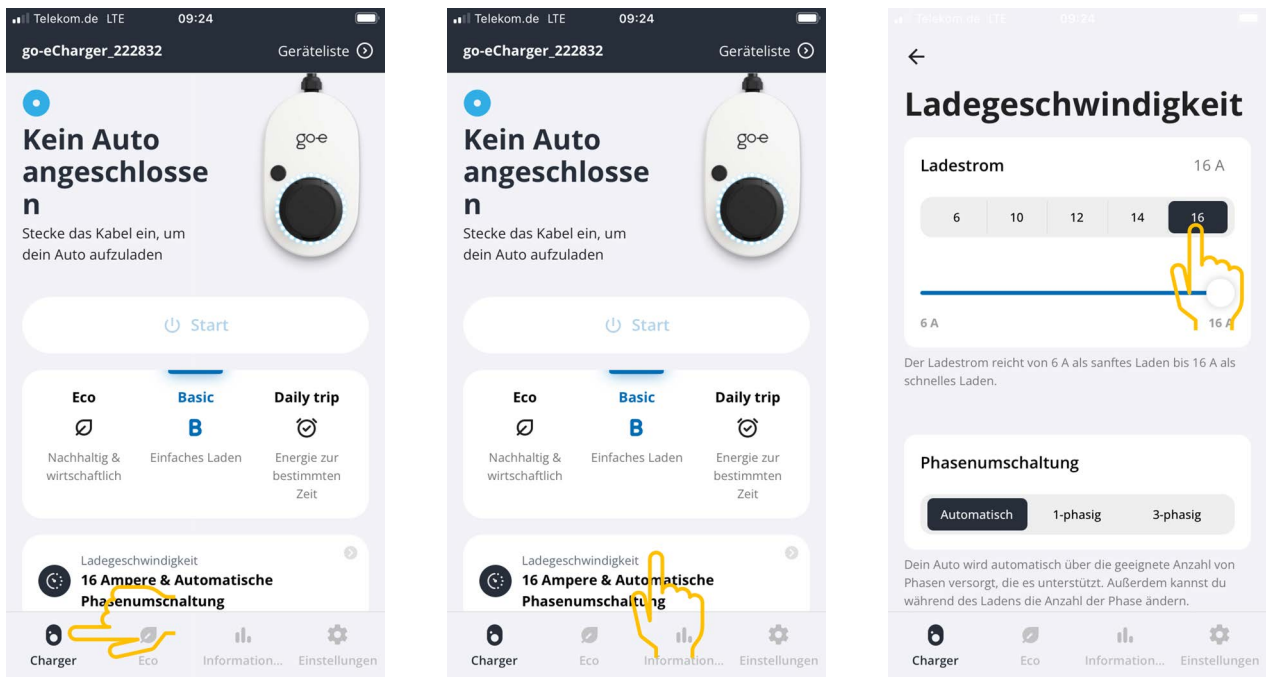 Telekom.de LTE 09:24
go-eCharger_222832 Geräteliste
go-e
Kein Auto
angeschlosse
n
Stecke das Kabel ein, um
dein Auto aufzuladen
Start
Eco Basic Daily trip
B
Nachhaltig & Einfaches Laden Energie zur
wirtschaftlich bestimmten
Zeit
Ladegeschwindigkeit
16 Ampere & Automatische
Phasenumschaltung
Charger Eco Information... Einstellungen
Telekom.de LTE 09:24
go-eCharger_222832 Geräteliste
go-e
Kein Auto
angeschlosse
n
Stecke das Kabel ein, um
dein Auto aufzuladen
Start
Eco Basic Daily trip
B
Nachhaltig & Einfaches Laden Energie zur
wirtschaftlich bestimmten
Zeit
Ladegeschwindigkeit
16 Ampere & Automatische
Phasenumschaltung
Charger Eco Information... Einstellungen
Telekom.de LTE 09:24
Ladegeschwindigkeit
Ladestrom 16 A
6 10 12 14 16
6 A 16 A
Der Ladestrom reicht von 6 A als sanftes Laden bis 16 A als
schnelles Laden.
Phasenumschaltung
Automatisch 1-phasig 3-phasig
Dein Auto wird automatisch über die geeignete Anzahl von
Phasen versorgt, die es unterstützt. Außerdem kannst du
während des Ladens die Anzahl der Phase ändern.
Charger Eco Information... Einstellungen